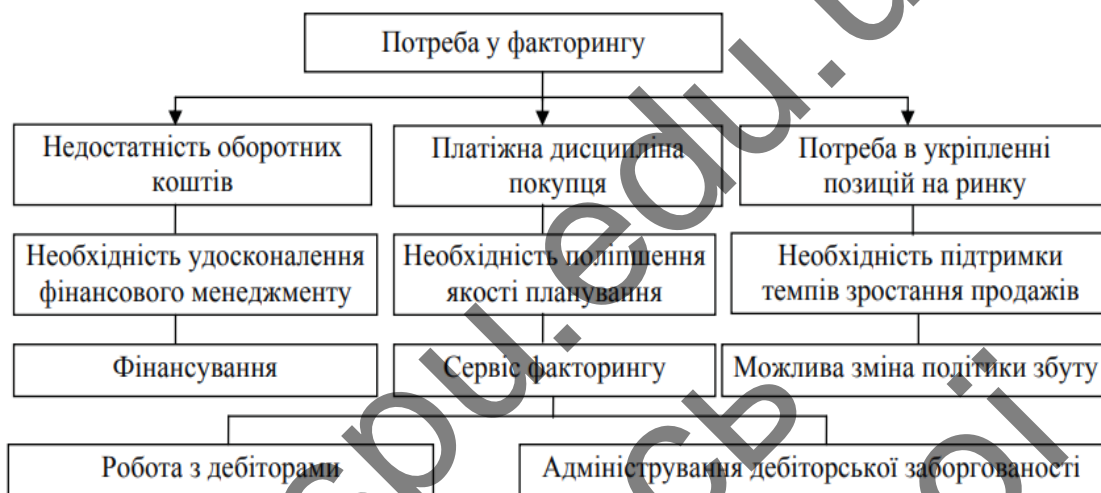 Потреба у факторингу
Недостатність оборотних
коштів
Платіжна дисципліна
покупця
Потреба в укріпленні
позицій на ринку
Необхідність удосконалення
фінансового менеджменту
Необхідність поліпшення
якості планування
Необхідність підтримки
темпів зростання продажів
Фінансування
Сервіс факторингу
Можлива зміна політики збуту
Робота з дебіторами
Адміністрування дебіторської заборгованості